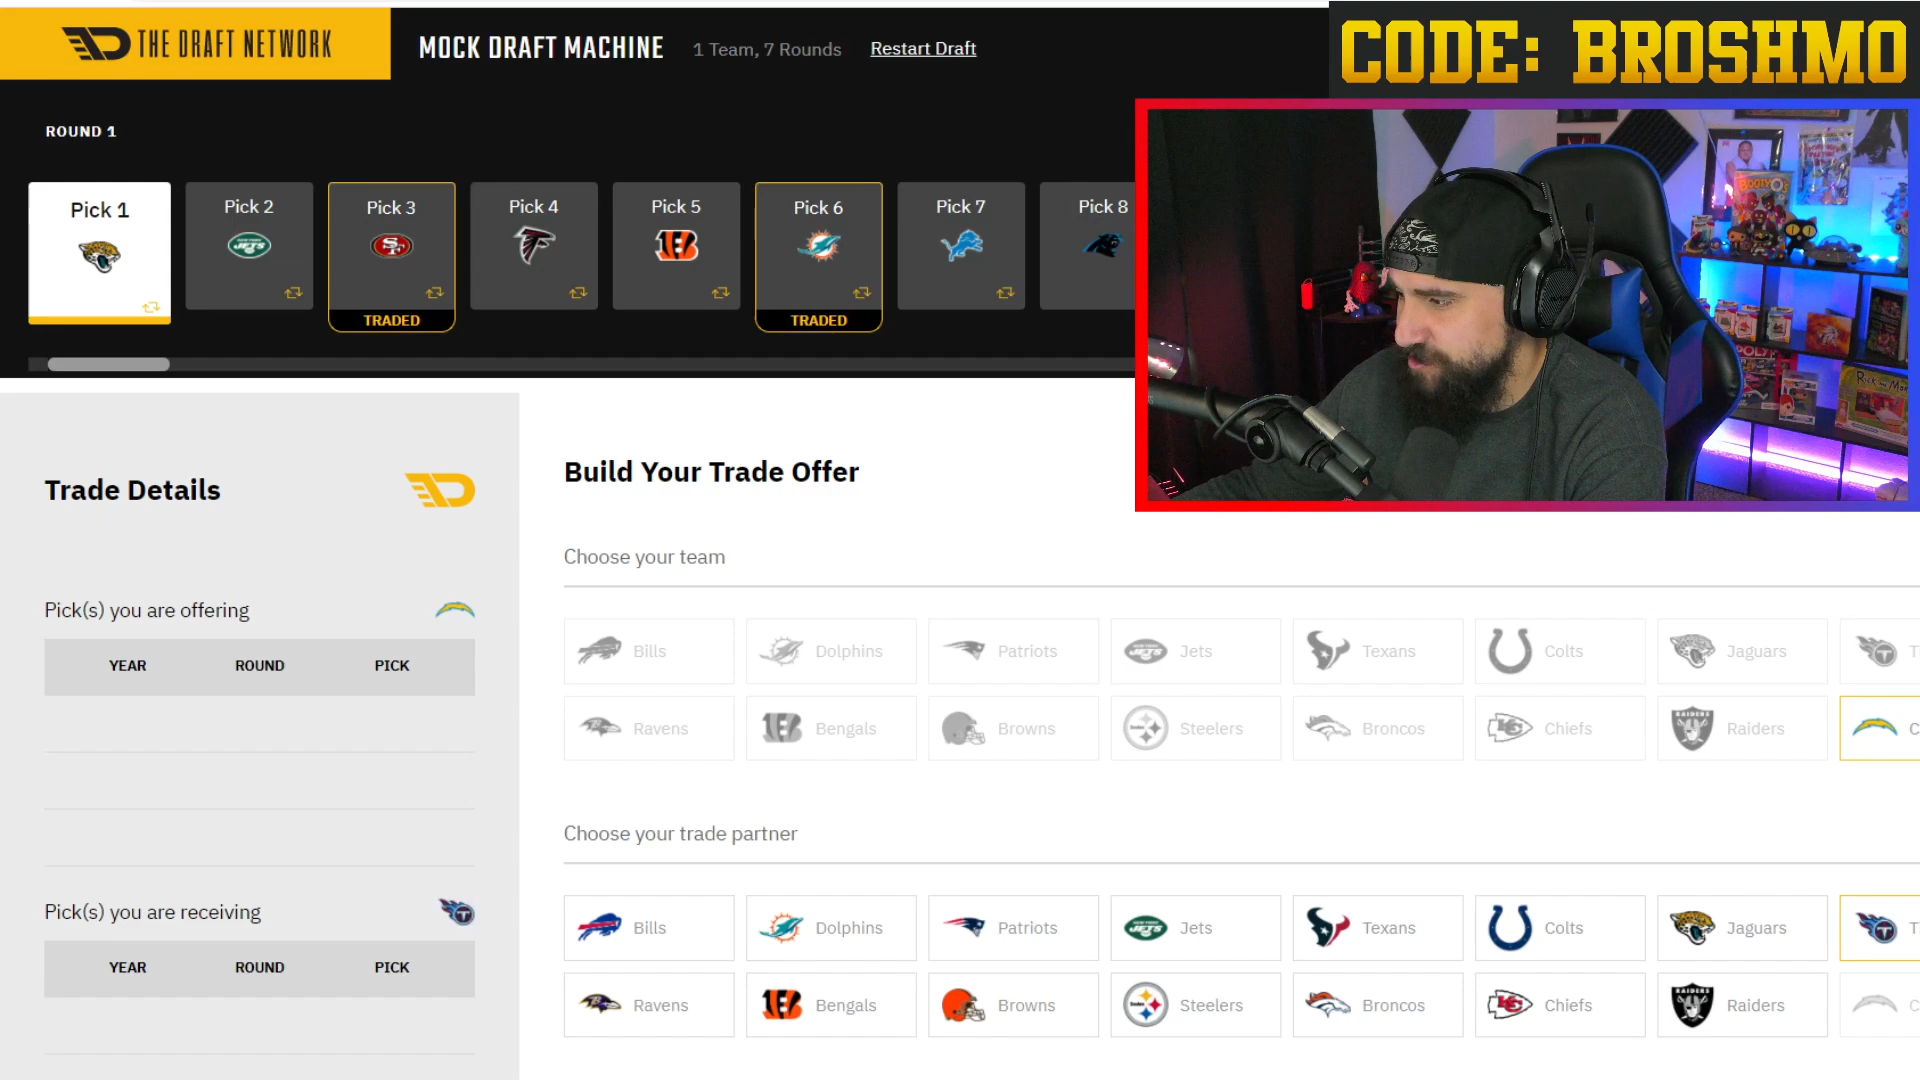 THE DRAFT NETWORK
MOCK DRAFT MACHINE
1 Team, 7 Rounds
Restart Draft
CODE: BROSHMO
ROUND 1
Pick 1
Pick 2
Pick 3
Pick 4
Pick 5
Pick 6
Pick 7
Pick 8
TRADED
TRADED
Trade Details
Build Your Trade Offer
Choose your team
Pick(s) you are offering
YEAR ROUND PICK
Bills Dolphins Patriots Jets Texans Colts Jaguars
Ravens Bengals Browns Steelers Broncos Chiefs Raiders
Choose your trade partner
Pick(s) you are receiving
YEAR ROUND PICK
Bills Dolphins Patriots Jets Texans Colts Jaguars
Ravens Bengals Browns Steelers Broncos Chiefs Raiders